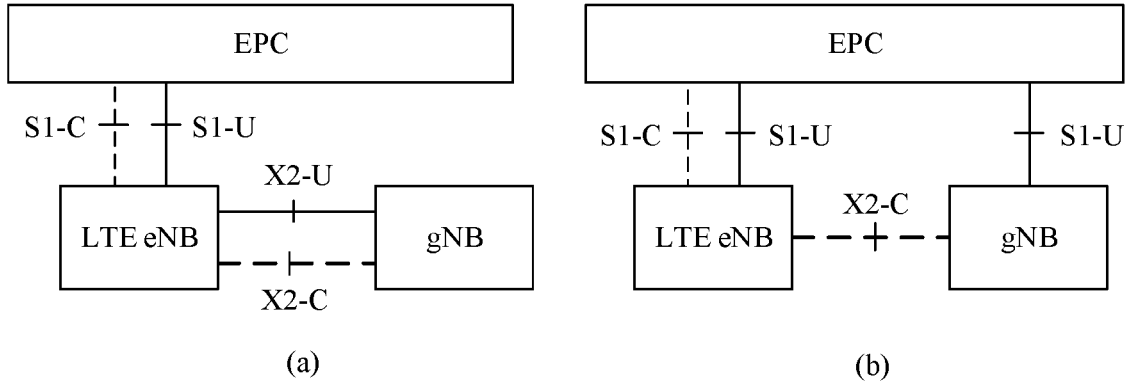 EPC
S1-C
S1-U
X2-U
LTE eNB
gNB
X2-C
(a)
EPC
S1-C
S1-U
S1-U
X2-C
LTE eNB
gNB
(b)